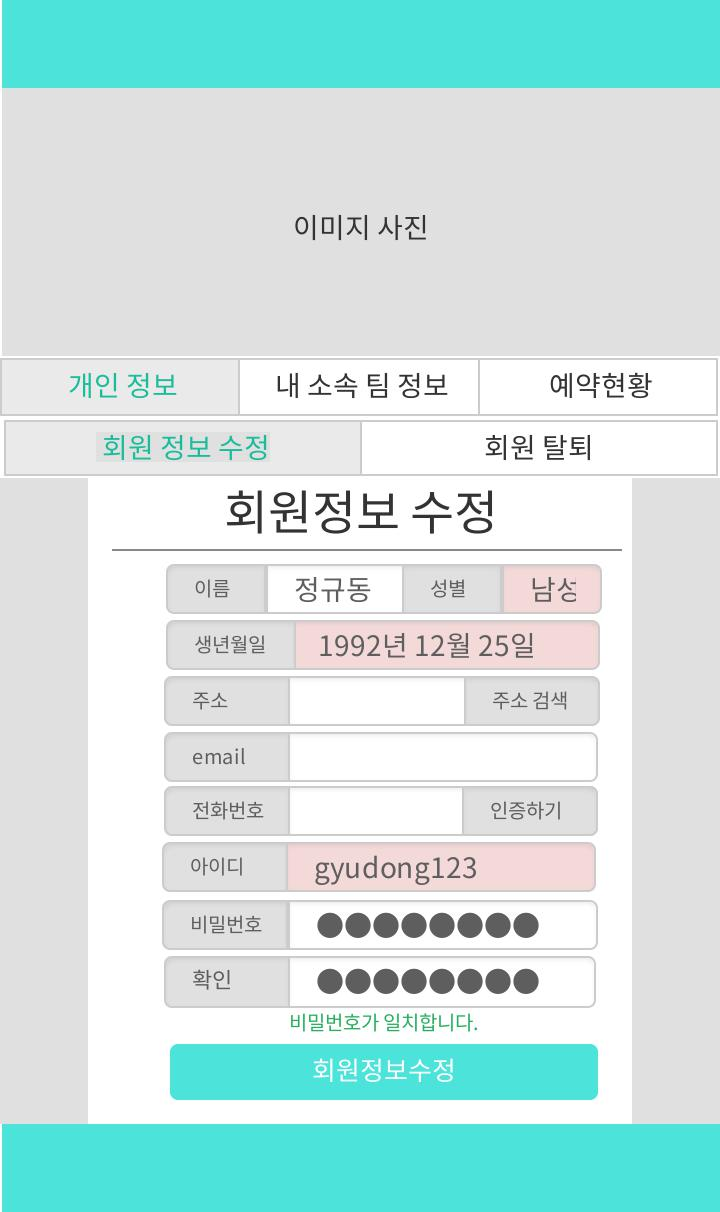 이미지 사진
개인 정보 내 소속 팀 정보 예약현황
회원 정보 수정 회원 탈퇴
회원정보 수정
이름 정규동 성별 남성
생년월일 1992년 12월 25일
주소 주소 검색
email
전화번호 인증하기
아이디 gyudong123
비밀번호 ●●●●●●●●
확인 ●●●●●●●●
비밀번호가 일치합니다.
회원정보수정